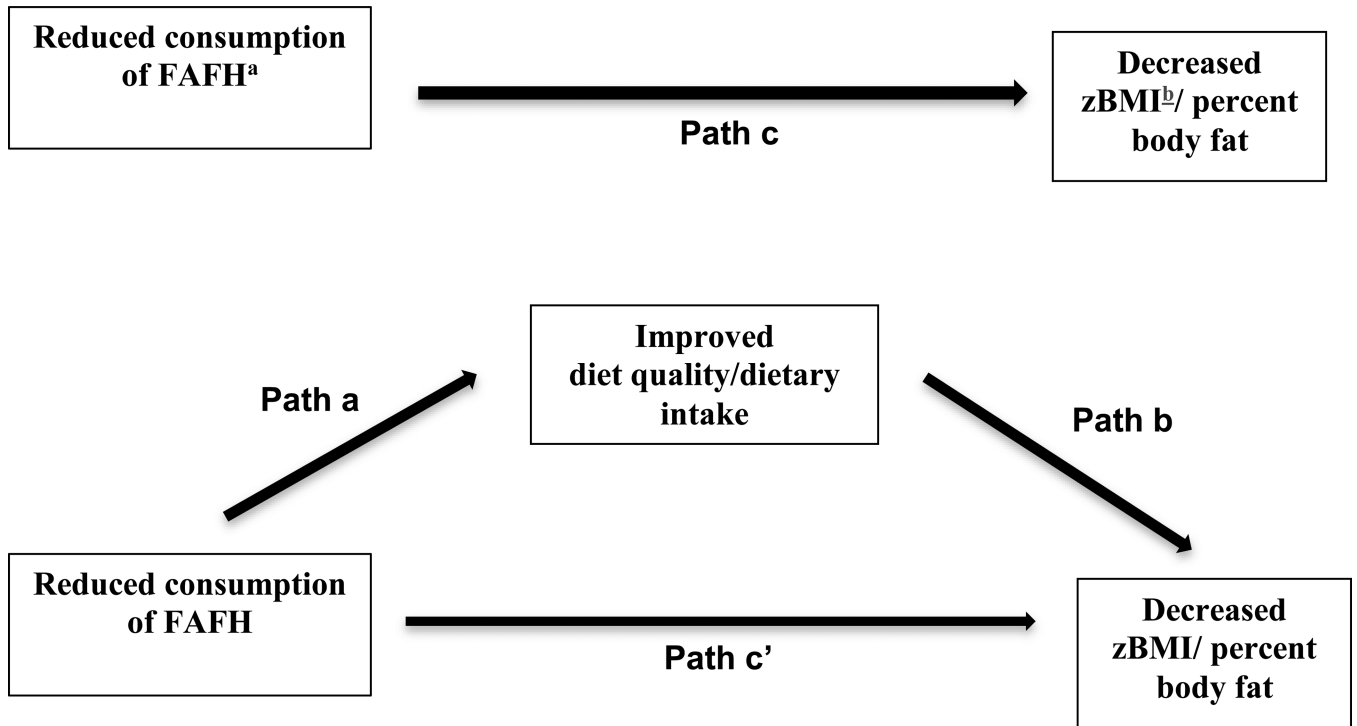 Reduced consumption
of FAFHᵃ
Path c
Decreased
zBMIᵇ/ percent
body fat
Improved
diet quality/dietary
intake
Path a
Path b
Reduced consumption
of FAFH
Path c’
Decreased
zBMI/ percent
body fat